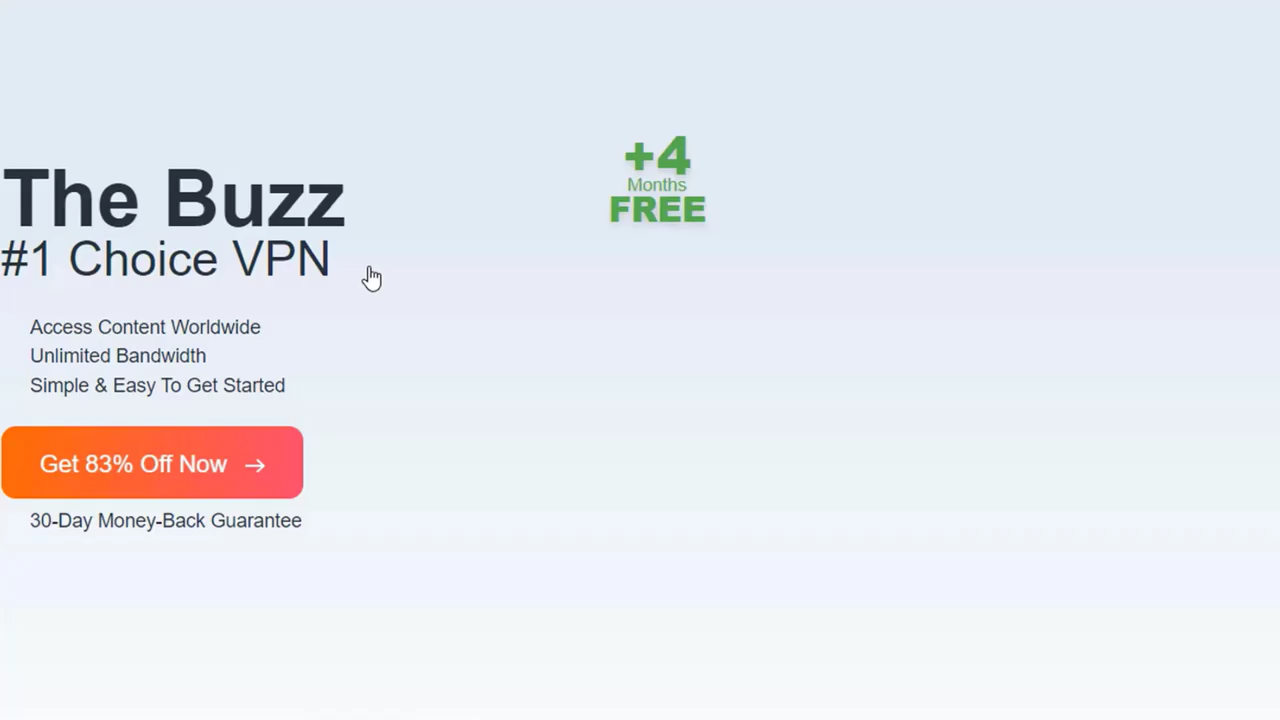 The Buzz
#1 Choice VPN
+4
Months
FREE
Access Content Worldwide
Unlimited Bandwidth
Simple & Easy To Get Started
Get 83% Off Now →
30-Day Money-Back Guarantee